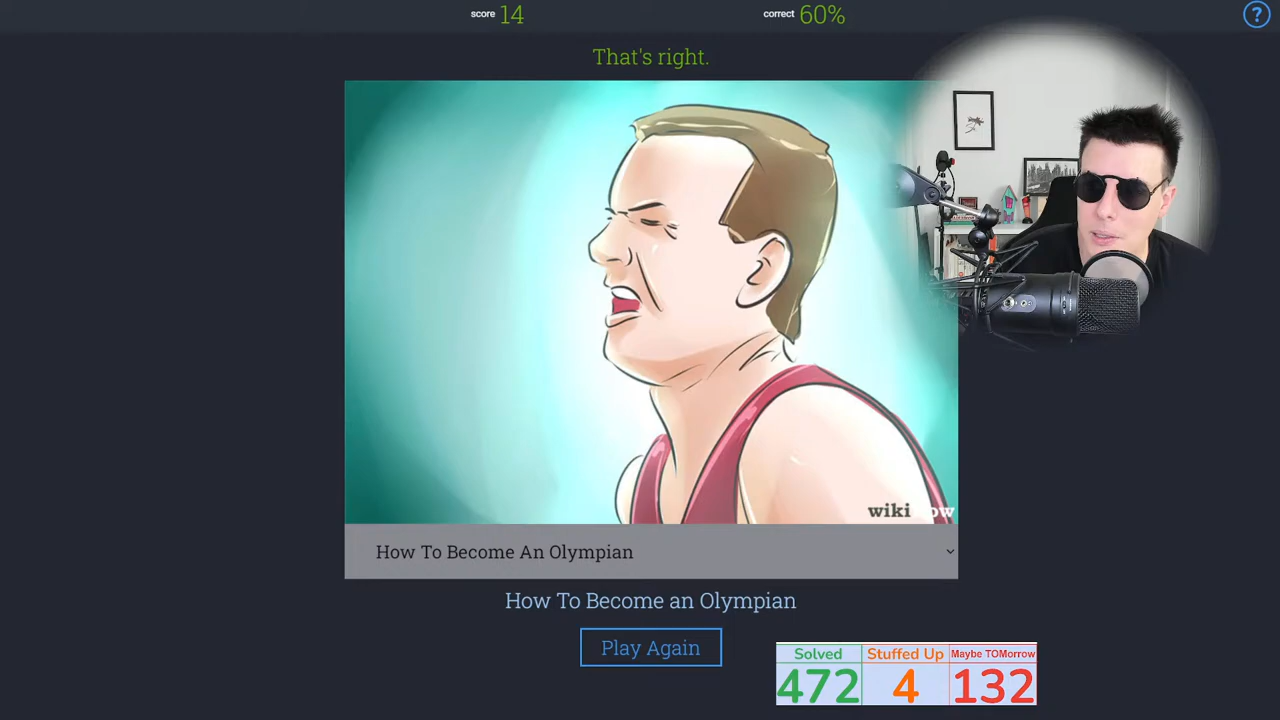 score 14
correct 60%
?
That's right.
wikiHow
How To Become An Olympian
How To Become an Olympian
Play Again
Solved
Stuffed Up
Maybe TOMorrow
472
4
132